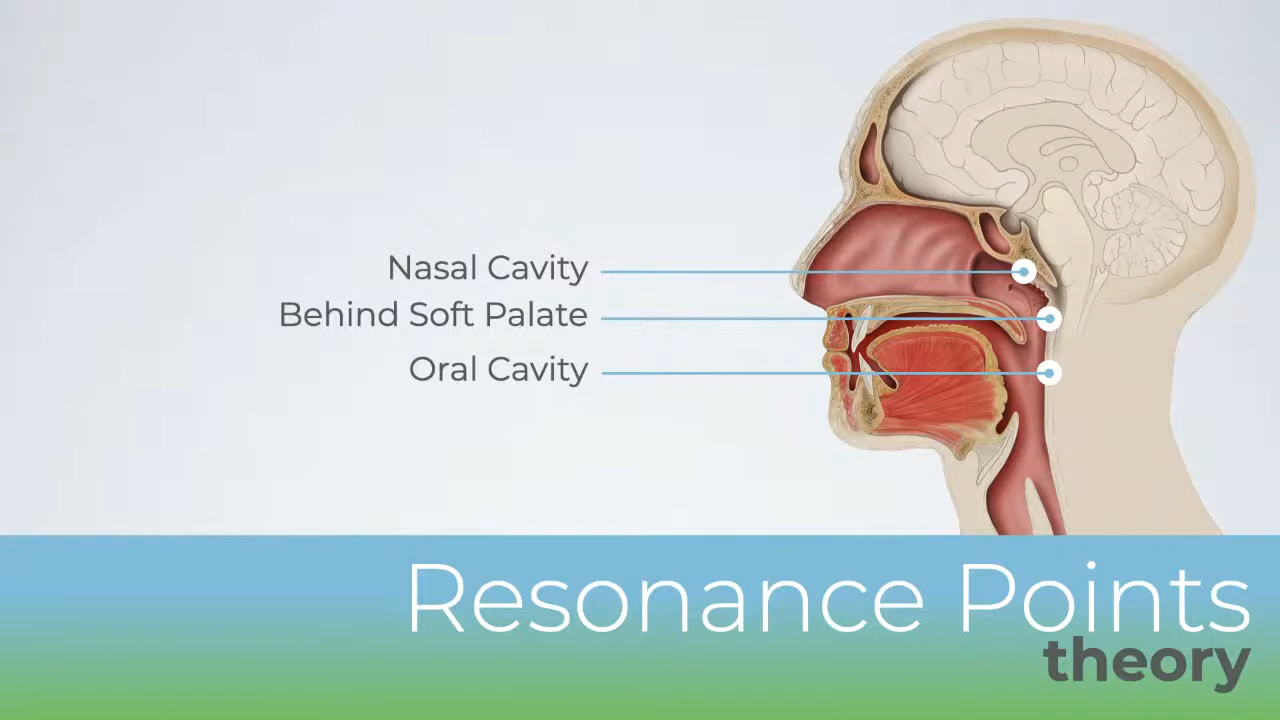 Nasal Cavity
Behind Soft Palate
Oral Cavity
Resonance Points
theory